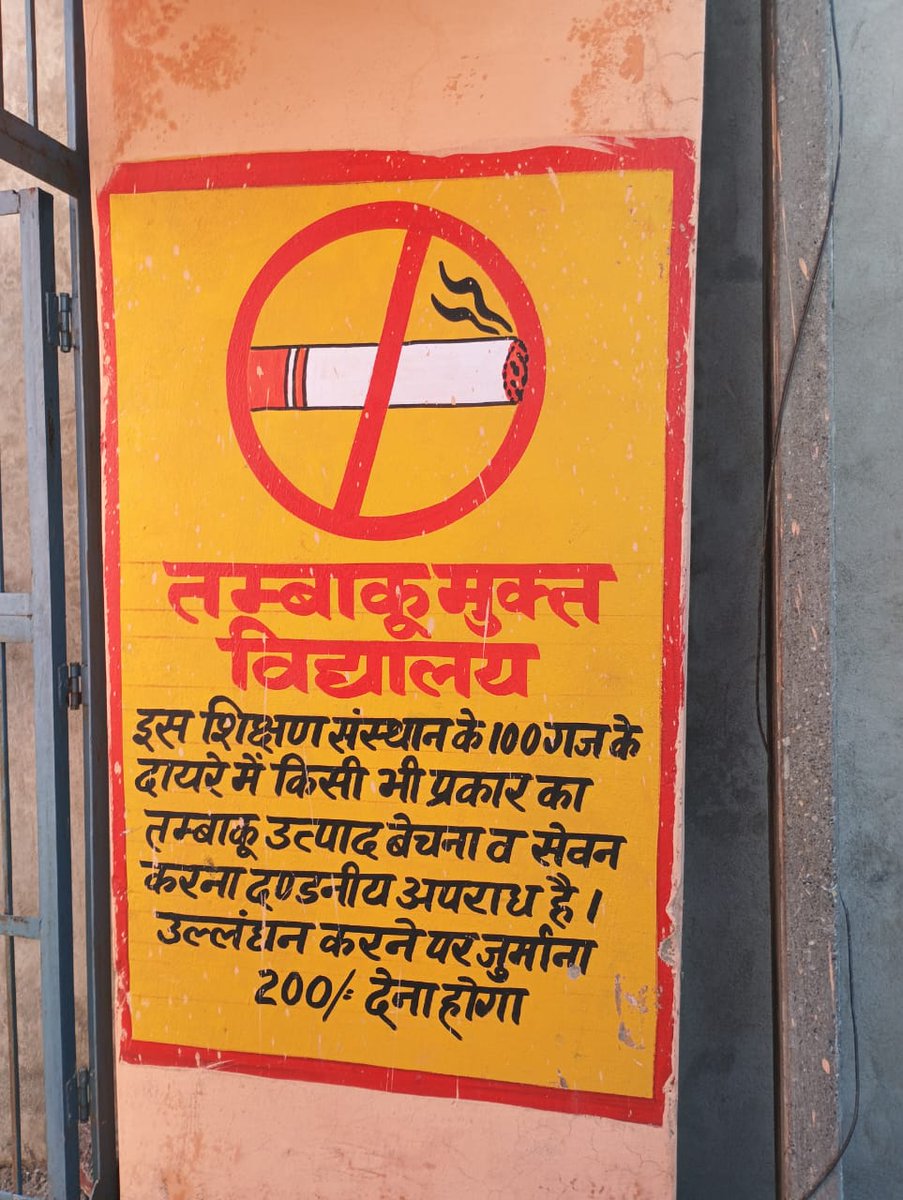 तम्बाकू मुक्त
विद्यालय
इस शिक्षण संस्थान के 100 गज के
दायरे में किसी भी प्रकार का
तम्बाकू उत्पाद बेचना व सेवन
करना दण्डनीय अपराध है।
उल्लंघन करने पर जुर्माना
200/- देना होगा